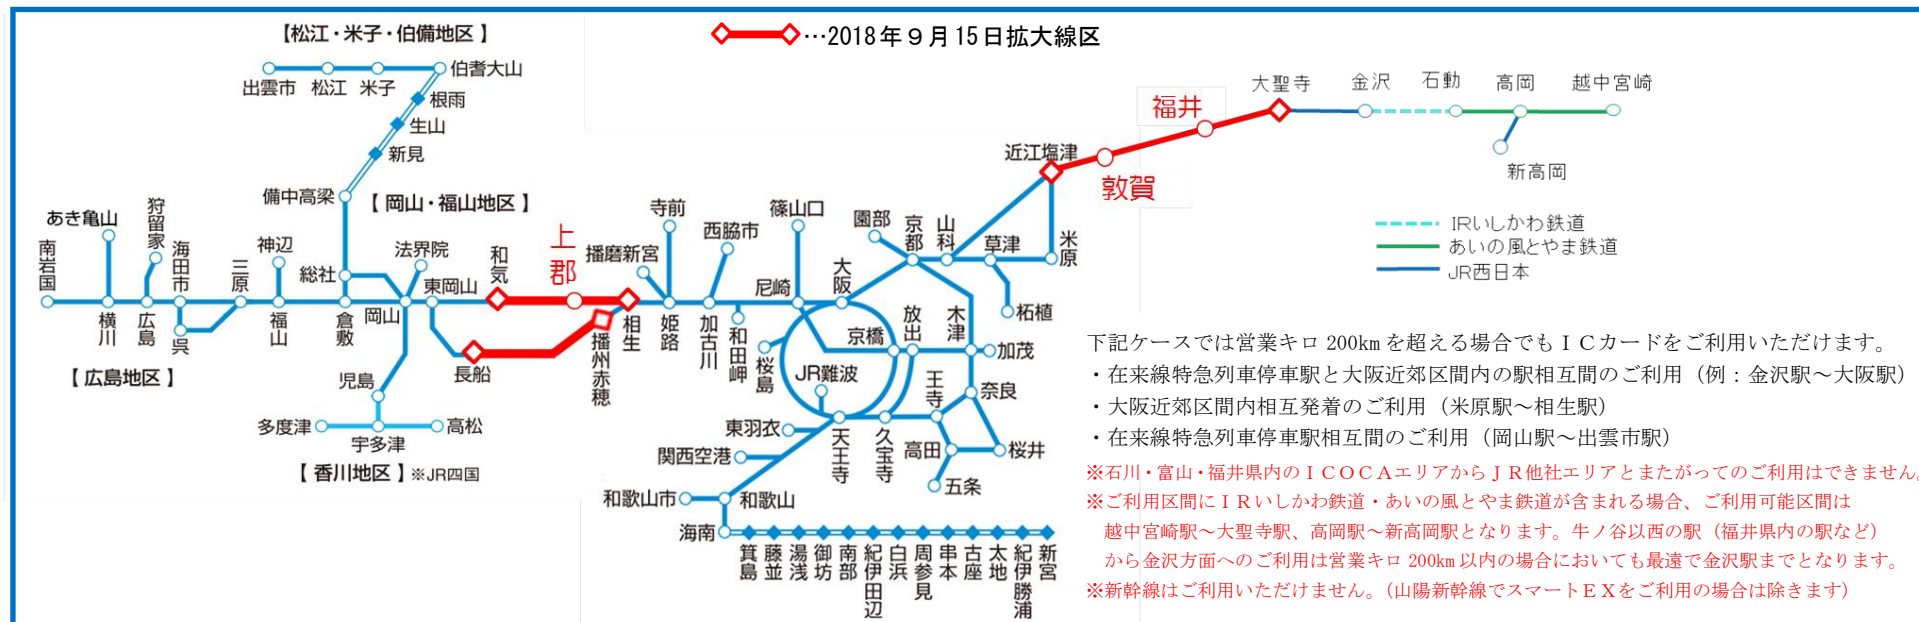 【松江・米子・伯備地区】
…2018年９月15日拡大線区
出雲市
松江
米子
伯耆大山
根雨
生山
新見
備中高梁
【岡山・福山地区】
あき亀山
狩留家
南岩国
海田市
三原
神辺
総社
法界院
東岡山
和気
上郡
播磨新宮
寺前
西脇市
篠山口
園部
京都
山科
草津
米原
近江塩津
敦賀
福井
大聖寺
金沢
石動
高岡
越中宮崎
新高岡
IRいしかわ鉄道
あいの風とやま鉄道
JR西日本
横川
広島
呉
福山
倉敷
岡山
長船
播州赤穂
相生
姫路
加古川
和田岬
尼崎
大阪
桜島
京橋
放出
木津
加茂
柘植
【広島地区】
児島
多度津
宇多津
高松
【香川地区】※JR四国
JR難波
王寺
奈良
東羽衣
天王寺
久宝寺
高田
桜井
関西空港
五条
和歌山市
和歌山
海南
箕島
藤並
湯浅
御坊
南部
紀伊田辺
白浜
周参見
串本
古座
太地
紀伊勝浦
新宮
下記ケースでは営業キロ 200km を超える場合でもＩＣカードをご利用いただけます。
・在来線特急列車停車駅と大阪近郊区間内の駅相互間のご利用（例：金沢駅～大阪駅）
・大阪近郊区間内相互発着のご利用（米原駅～相生駅）
・在来線特急列車停車駅相互間のご利用（岡山駅～出雲市駅）
※石川・富山・福井県内のＩＣＯＣＡエリアからＪＲ他社エリアとまたがってのご利用はできません。
※ご利用区間にＩＲいしかわ鉄道・あいの風とやま鉄道が含まれる場合、ご利用可能区間は
越中宮崎駅～大聖寺駅、高岡駅～新高岡駅となります。牛ノ谷以西の駅（福井県内の駅など）
から金沢方面へのご利用は営業キロ 200km 以内の場合においても最遠で金沢駅までとなります。
※新幹線はご利用いただけません。（山陽新幹線でスマートＥＸをご利用の場合は除きます）